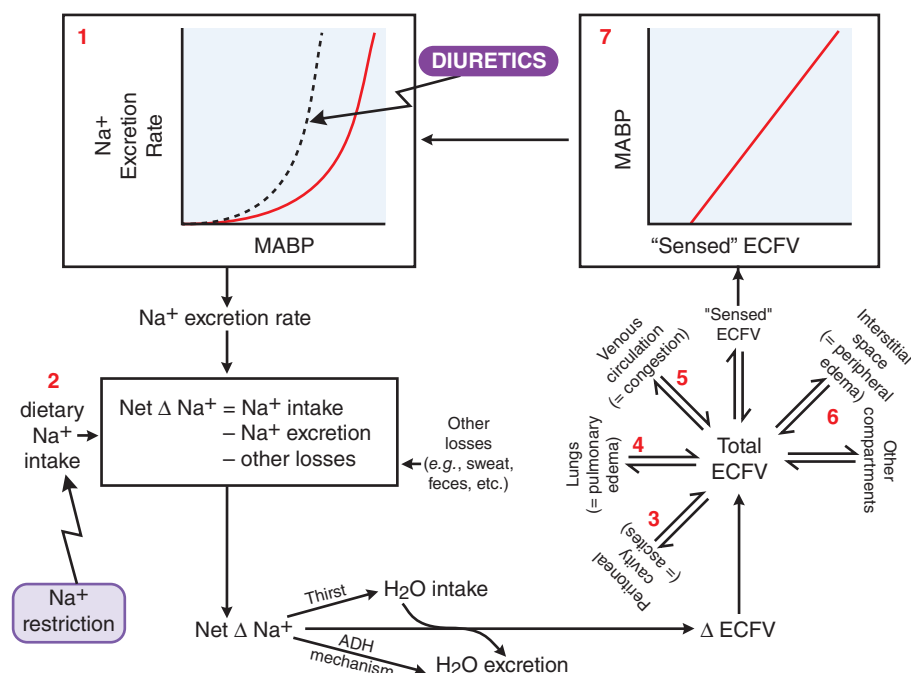 1
Na+
Excretion
Rate
MABP
DIURETICS
7
MABP
"Sensed" ECFV
Na+ excretion rate
2
dietary
Na+
intake
Net Δ Na+ = Na+ intake
– Na+ excretion
– other losses
Other
losses
(e.g., sweat,
feces, etc.)
Na+
restriction
Net Δ Na+
Thirst
H2O intake
ADH
mechanism
H2O excretion
Δ ECFV
"Sensed"
ECFV
Venous
circulation
(= congestion)
5
Interstitial
space
(= peripheral
edema)
6
Lungs
(= pulmonary
edema)
4
Total
ECFV
Other
compartments
3
Peritoneal
cavity
(= ascites)